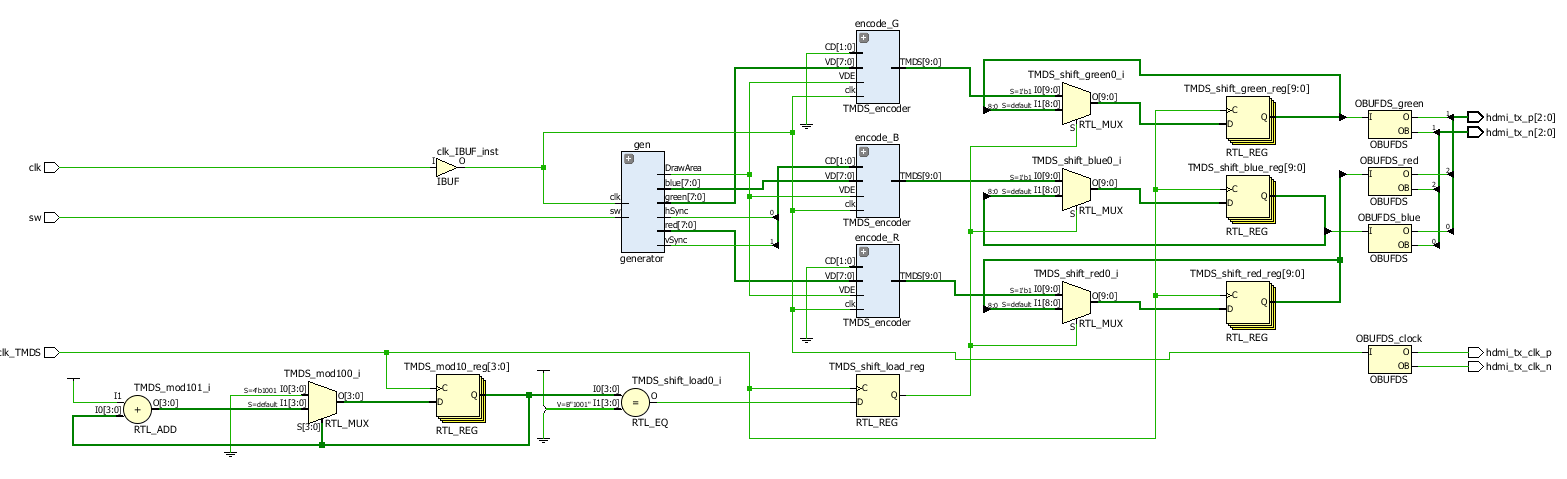 encode_G
CD[1:0]
VD[7:0]
VDE
clk
TMDS[9:0]
TMDS_encoder
TMDS_shift_green0_i
S=1'b1 I0[9:0]
8:0 S=default I1[8:0]
O[9:0]
S
RTL_MUX
TMDS_shift_green_reg[9:0]
C
D
Q
RTL_REG
OBUFDS_green
I
O
OB
OBUFDS
1
1
hdmi_tx_p[2:0]
hdmi_tx_n[2:0]
clk
clk_IBUF_inst
I
O
IBUF
sw
gen
clk
sw
DrawArea
blue[7:0]
green[7:0]
hSync
red[7:0]
vSync
generator
0
1
encode_B
CD[1:0]
VD[7:0]
VDE
clk
TMDS[9:0]
TMDS_encoder
TMDS_shift_blue0_i
S=1'b1 I0[9:0]
8:0 S=default I1[8:0]
O[9:0]
S
RTL_MUX
TMDS_shift_blue_reg[9:0]
C
D
Q
RTL_REG
OBUFDS_red
I
O
OB
OBUFDS
2
2
OBUFDS_blue
I
O
OB
OBUFDS
0
0
encode_R
CD[1:0]
VD[7:0]
VDE
clk
TMDS[9:0]
TMDS_encoder
TMDS_shift_red0_i
S=1'b1 I0[9:0]
8:0 S=default I1[8:0]
O[9:0]
S
RTL_MUX
TMDS_shift_red_reg[9:0]
C
D
Q
RTL_REG
clk_TMDS
TMDS_mod101_i
I1
I0[3:0]
+
O[3:0]
RTL_ADD
TMDS_mod100_i
S=4'b1001 I0[3:0]
S=default I1[3:0]
S[3:0]
O[3:0]
RTL_MUX
TMDS_mod10_reg[3:0]
C
D
Q
RTL_REG
TMDS_shift_load0_i
I0[3:0]
V=B"1001" I1[3:0]
=
O
RTL_EQ
TMDS_shift_load_reg
C
D
Q
RTL_REG
OBUFDS_clock
I
O
OB
OBUFDS
hdmi_tx_clk_p
hdmi_tx_clk_n